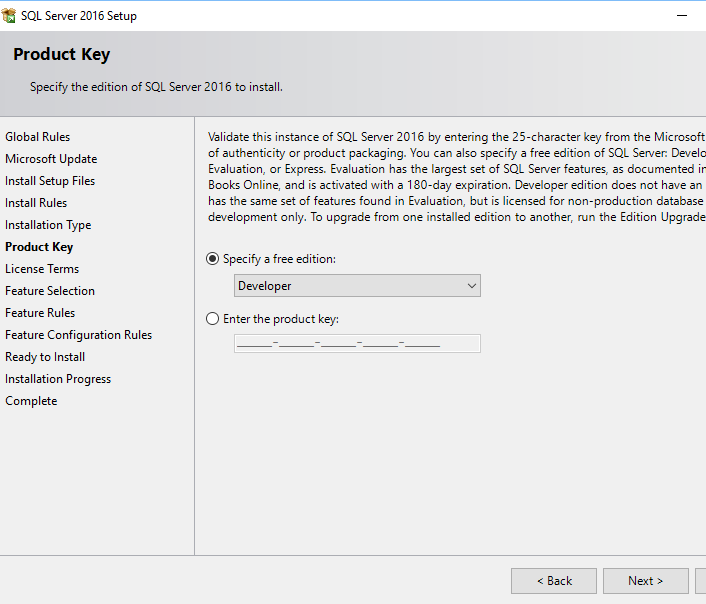 SQL Server 2016 Setup
Product Key
Specify the edition of SQL Server 2016 to install.
Global Rules
Microsoft Update
Install Setup Files
Install Rules
Installation Type
Product Key
License Terms
Feature Selection
Feature Rules
Feature Configuration Rules
Ready to Install
Installation Progress
Complete
Validate this instance of SQL Server 2016 by entering the 25-character key from the Microsoft
of authenticity or product packaging. You can also specify a free edition of SQL Server: Develo
Evaluation, or Express. Evaluation has the largest set of SQL Server features, as documented in
Books Online, and is activated with a 180-day expiration. Developer edition does not have an
has the same set of features found in Evaluation, but is licensed for non-production database
development only. To upgrade from one installed edition to another, run the Edition Upgrade
Specify a free edition:
Developer
Enter the product key:
_____-_____-_____-_____-_____
< Back
Next >